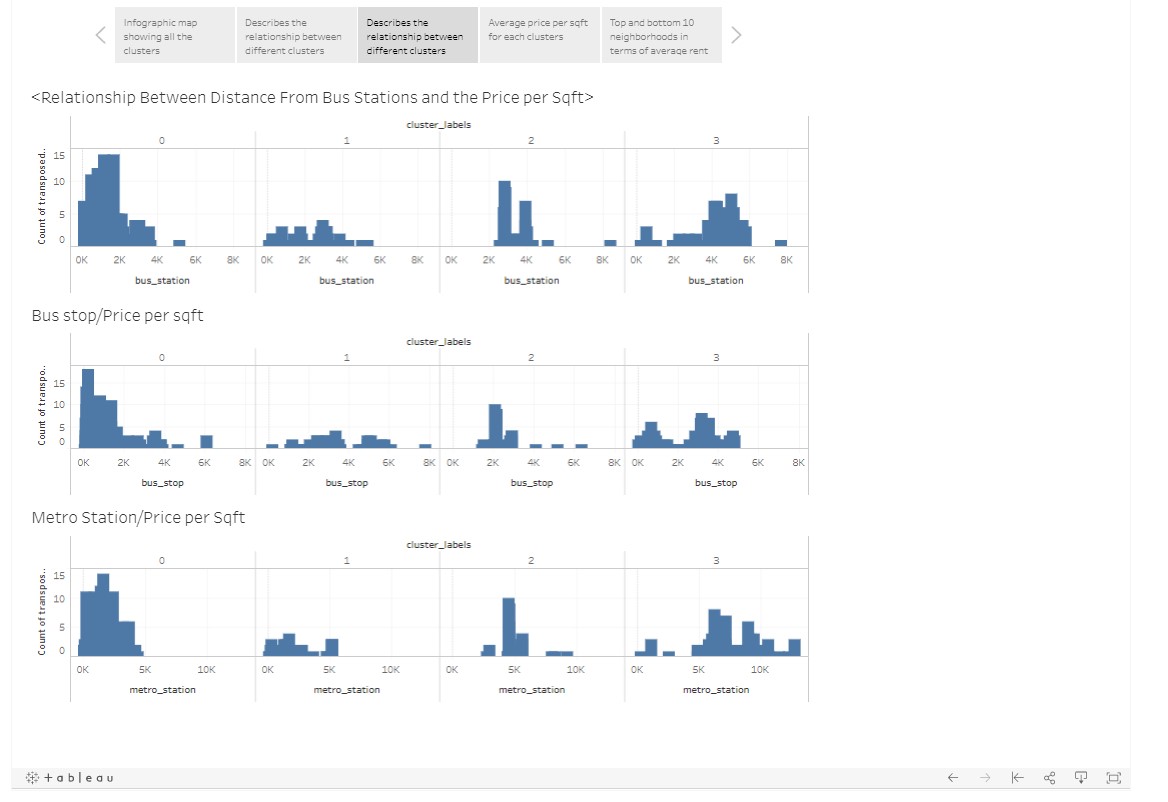 Infographic map
showing all the
clusters
Describes the
relationship between
different clusters
Describes the
relationship between
different clusters
Average price per sqft
for each clusters
Top and bottom 10
neighborhoods in
terms of average rent
<Relationship Between Distance From Bus Stations and the Price per Sqft>
cluster_labels
0 1 2 3
Count of transposed..
15
10
5
0
0K 2K 4K 6K 8K 0K 2K 4K 6K 8K 0K 2K 4K 6K 8K 0K 2K 4K 6K 8K
bus_station bus_station bus_station bus_station
Bus stop/Price per sqft
cluster_labels
0 1 2 3
Count of transpo..
15
10
5
0
0K 2K 4K 6K 8K 0K 2K 4K 6K 8K 0K 2K 4K 6K 8K 0K 2K 4K 6K 8K
bus_stop bus_stop bus_stop bus_stop
Metro Station/Price per Sqft
cluster_labels
0 1 2 3
Count of transpos..
15
10
5
0
0K 5K 10K 0K 5K 10K 0K 5K 10K 0K 5K 10K
metro_station metro_station metro_station metro_station
+ableau